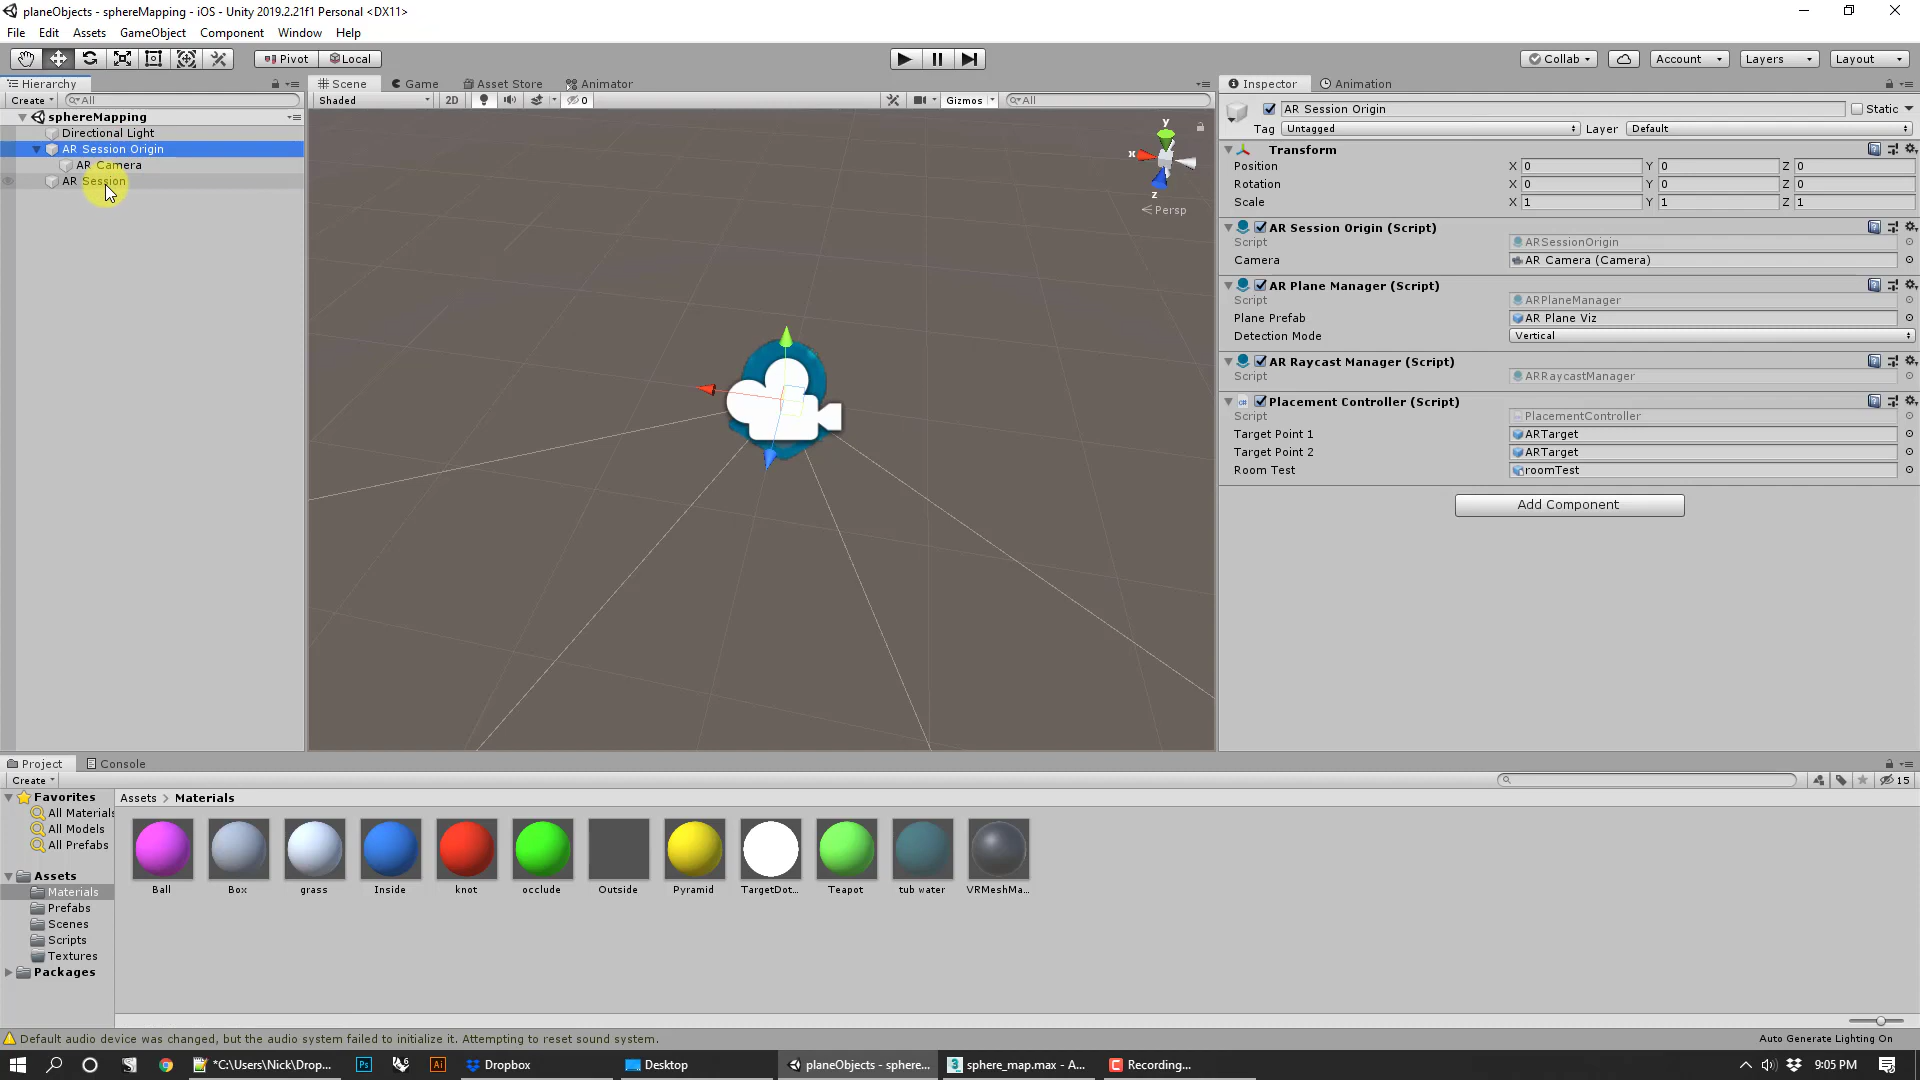 planeObjects - sphereMapping - iOS - Unity 2019.2.21f1 Personal <DX11>
File Edit Assets GameObject Component Window Help
Pivot Local Collab Account Layers Layout
Hierarchy
Create All
sphereMapping
Directional Light
AR Session Origin
AR Camera
AR Session
Scene Game Asset Store Animator
Shaded 2D 0 Gizmos All
y
x
z
Persp
Inspector Animation
AR Session Origin Static
Tag Untagged Layer Default
Transform
Position X 0 Y 0 Z 0
Rotation X 0 Y 0 Z 0
Scale X 1 Y 1 Z 1
AR Session Origin (Script)
Script ARSessionOrigin
Camera AR Camera (Camera)
AR Plane Manager (Script)
Script ARPlaneManager
Plane Prefab AR Plane Viz
Detection Mode Vertical
AR Raycast Manager (Script)
Script ARRaycastManager
Placement Controller (Script)
Script PlacementController
Target Point 1 ARTarget
Target Point 2 ARTarget
Room Test roomTest
Add Component
Project Console
Create 15
Favorites
All Materials
All Models
All Prefabs
Assets
Materials
Prefabs
Scenes
Scripts
Textures
Packages
Assets > Materials
Ball Box grass Inside knot occlude Outside Pyramid TargetDot... Teapot tub water VRMeshMa...
Default audio device was changed, but the audio system failed to initialize it. Attempting to reset sound system.
Auto Generate Lighting On
*C:\Users\Nick\Drop... Ps Ai Dropbox Desktop planeObjects - sphere... sphere_map.max - A... Recording... 9:05 PM